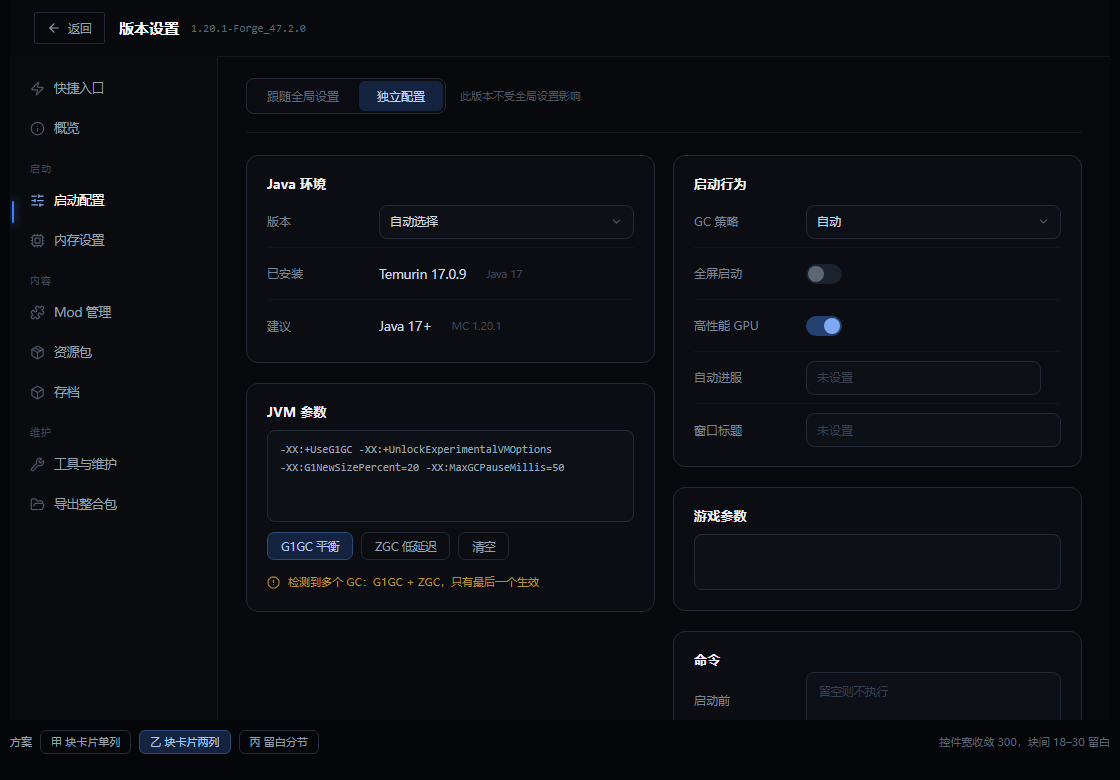 返回
版本设置
1.20.1-Forge_47.2.0
快捷入口
概览
启动
启动配置
内存设置
内容
Mod 管理
资源包
存档
维护
工具与维护
导出整合包
跟随全局设置
独立配置
此版本不受全局设置影响
Java 环境
版本
自动选择
已安装
Temurin 17.0.9
Java 17
建议
Java 17+
MC 1.20.1
JVM 参数
-XX:+UseG1GC -XX:+UnlockExperimentalVMOptions
-XX:G1NewSizePercent=20 -XX:MaxGCPauseMillis=50
G1GC 平衡
ZGC 低延迟
清空
检测到多个 GC：G1GC + ZGC，只有最后一个生效
启动行为
GC 策略
自动
全屏启动
高性能 GPU
自动进服
未设置
窗口标题
未设置
游戏参数
命令
启动前
留空则不执行
方案
甲 块卡片单列
乙 块卡片两列
丙 留白分节
控件宽收敛 300，块间 18–30 留白